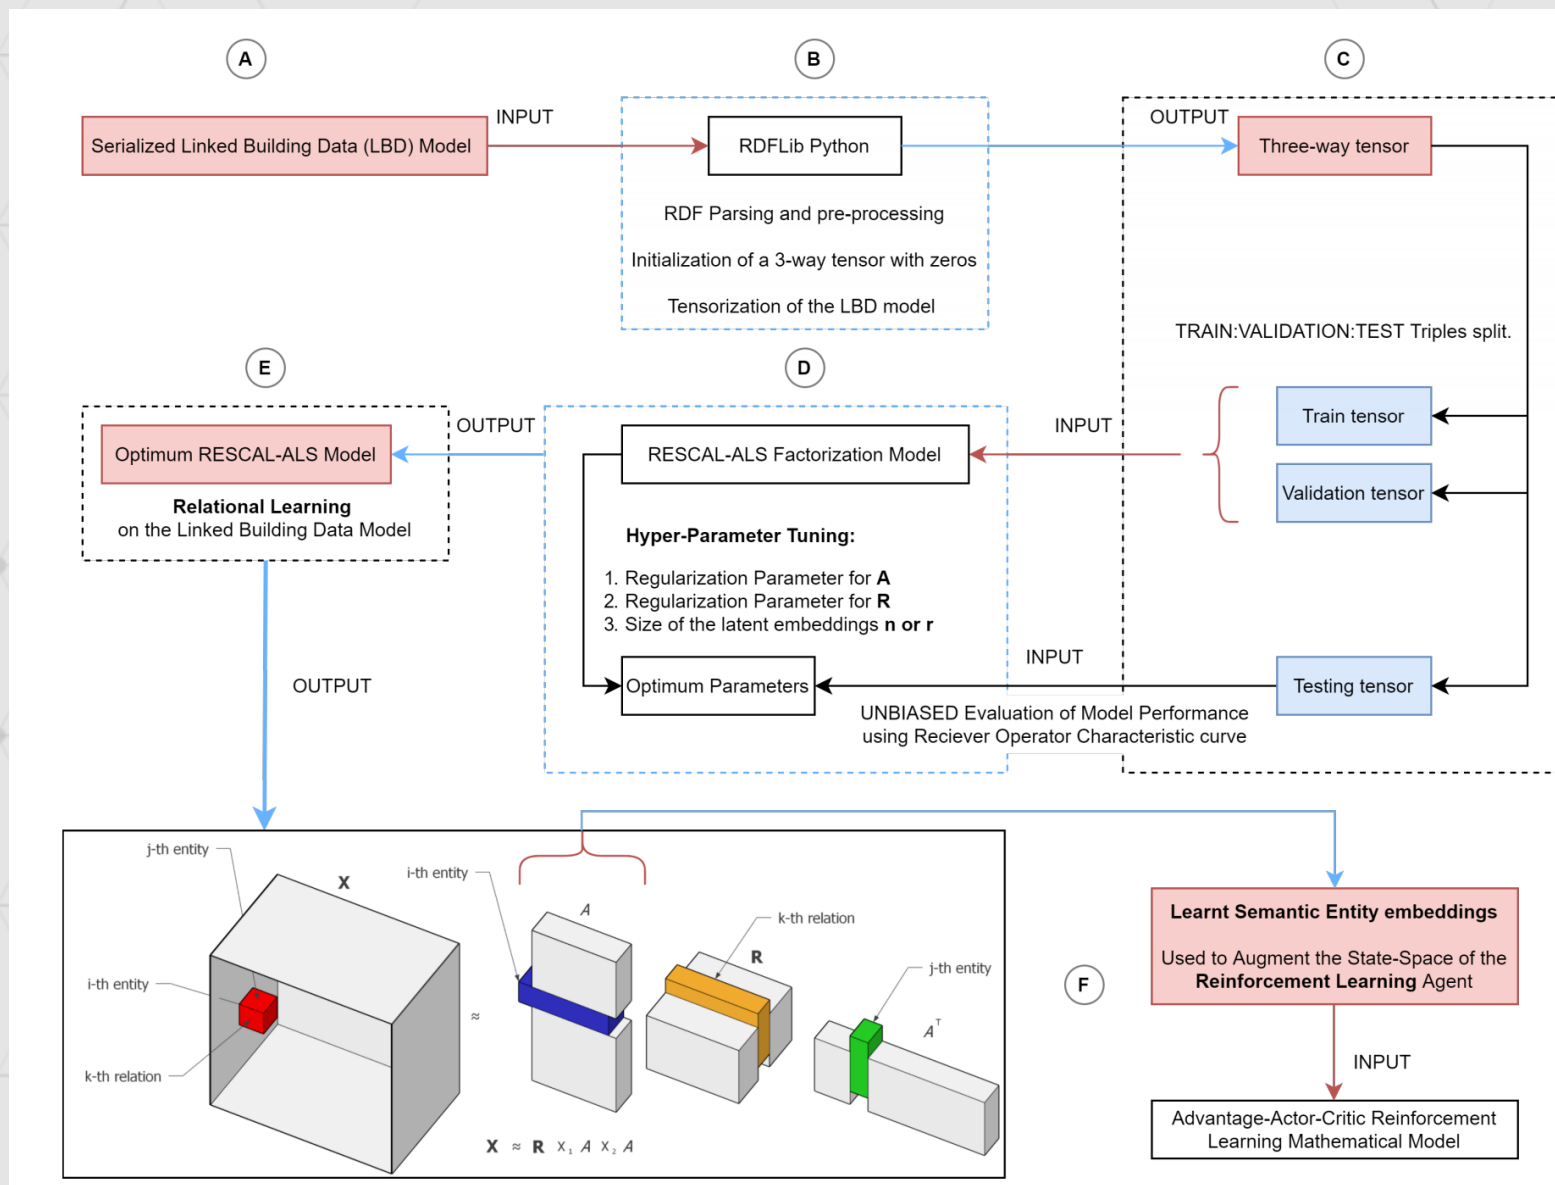 A
B
C
INPUT
OUTPUT
Serialized Linked Building Data (LBD) Model
RDFLib Python
Three-way tensor
RDF Parsing and pre-processing
Initialization of a 3-way tensor with zeros
Tensorization of the LBD model
TRAIN:VALIDATION:TEST Triples split.
E
D
Train tensor
Validation tensor
INPUT
OUTPUT
Optimum RESCAL-ALS Model
Relational Learning
on the Linked Building Data Model
RESCAL-ALS Factorization Model
Hyper-Parameter Tuning:
1. Regularization Parameter for A
2. Regularization Parameter for R
3. Size of the latent embeddings n or r
INPUT
Optimum Parameters
Testing tensor
UNBIASED Evaluation of Model Performance
using Reciever Operator Characteristic curve
OUTPUT
j-th entity
X
i-th entity
k-th relation
≈
i-th entity
A
k-th relation
R
j-th entity
A^T
X ≈ R ×₁ A ×₂ A
F
Learnt Semantic Entity embeddings
Used to Augment the State-Space of the
Reinforcement Learning Agent
INPUT
Advantage-Actor-Critic Reinforcement
Learning Mathematical Model